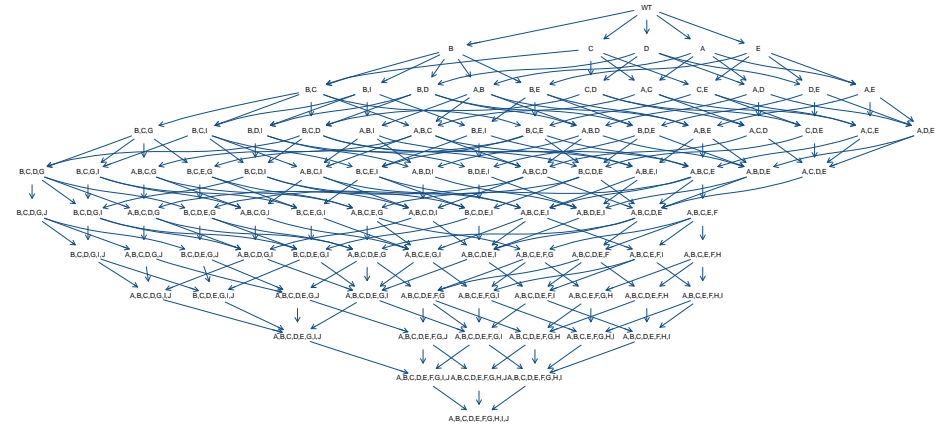 WT
B C D A E
B,C B,I B,D A,B B,E C,D A,C C,E A,D D,E A,E
B,C,G B,C,I B,D,I B,C,D A,B,I A,B,C B,E,I B,C,E A,B,D B,D,E A,B,E A,C,D C,D,E A,C,E A,D,E
B,C,D,G B,C,G,I A,B,C,G B,C,E,G B,C,D,I A,B,C,I B,C,E,I A,B,D,I B,D,E,I A,B,C,D B,C,D,E A,B,E,I A,B,C,E A,B,D,E A,C,D,E
B,C,D,G,J B,C,D,G,I A,B,C,D,G B,C,D,E,G A,B,C,G,I B,C,E,G,I A,B,C,E,G A,B,C,D,I B,C,D,E,I A,B,C,E,I A,B,D,E,I A,B,C,D,E A,B,C,E,F
B,C,D,G,I,J A,B,C,D,G,J B,C,D,E,G,J A,B,C,D,G,I B,C,D,E,G,I A,B,C,D,E,G A,B,C,E,G,I A,B,C,D,E,I A,B,C,E,F,G A,B,C,D,E,F A,B,C,E,F,I A,B,C,E,F,H
A,B,C,D,G,I,J B,C,D,E,G,I,J A,B,C,D,E,G,J A,B,C,D,E,G,I A,B,C,D,E,F,G A,B,C,E,F,G,I A,B,C,D,E,F,I A,B,C,E,F,G,H A,B,C,D,E,F,H A,B,C,E,F,H,I
A,B,C,D,E,G,I,J A,B,C,D,E,F,G,J A,B,C,D,E,F,G,I A,B,C,D,E,F,G,H A,B,C,E,F,G,H,I A,B,C,D,E,F,H,I
A,B,C,D,E,F,G,I,J A,B,C,D,E,F,G,H,J A,B,C,D,E,F,G,H,I
A,B,C,D,E,F,G,H,I,J